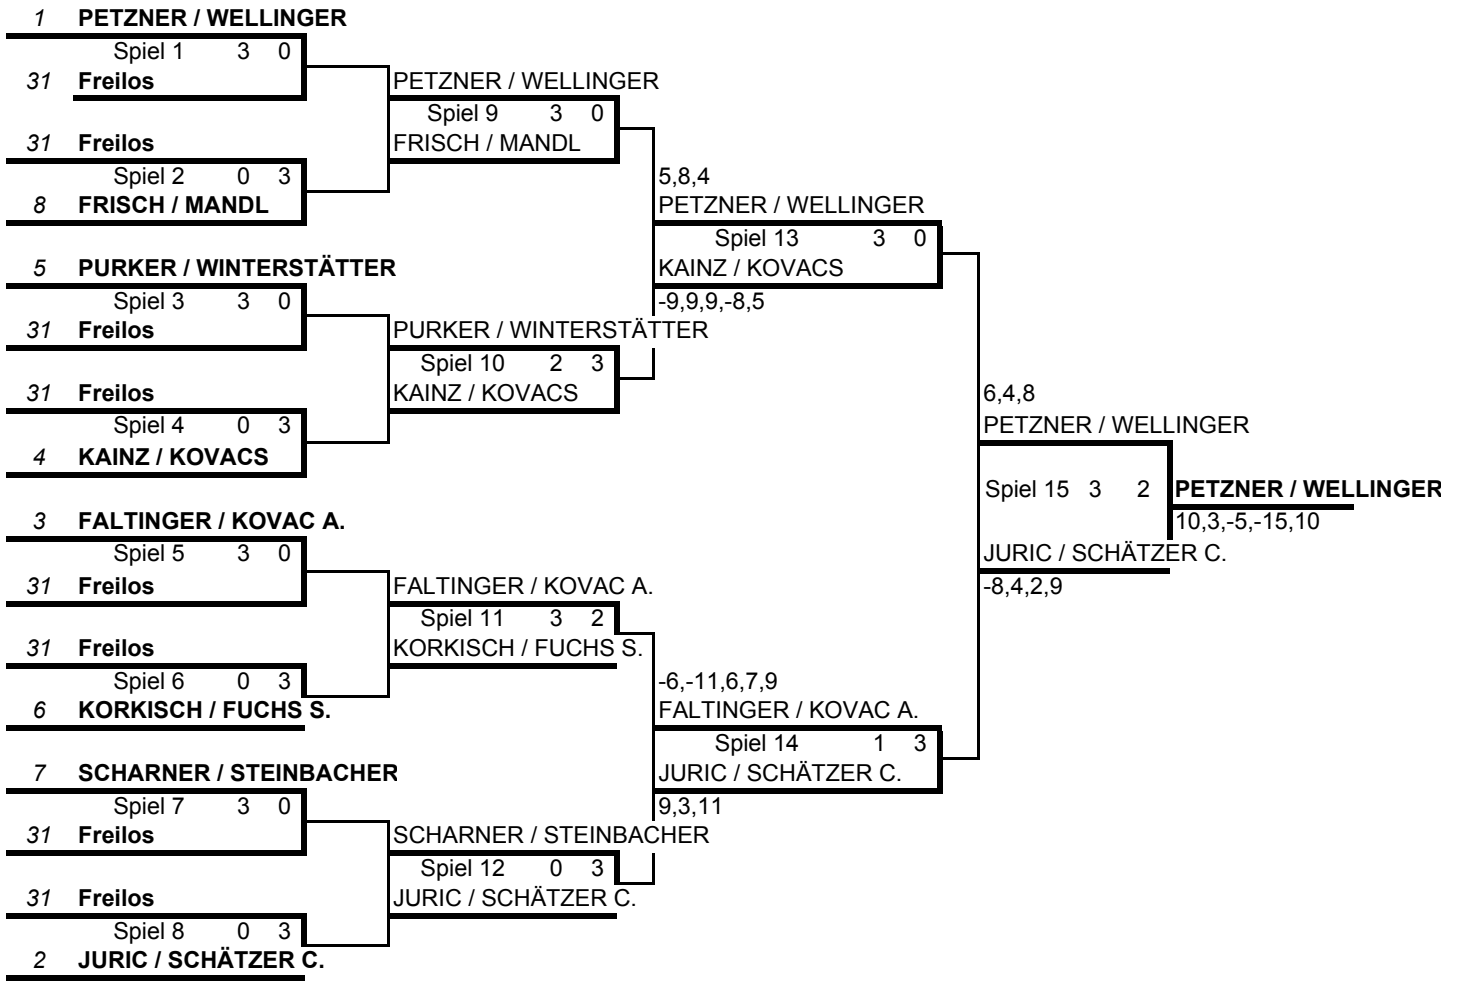 1 PETZNER / WELLINGER
Spiel 1 3 0
31 Freilos
31 Freilos
Spiel 2 0 3
8 FRISCH / MANDL
5 PURKER / WINTERSTÄTTER
Spiel 3 3 0
31 Freilos
31 Freilos
Spiel 4 0 3
4 KAINZ / KOVACS
3 FALTINGER / KOVAC A.
Spiel 5 3 0
31 Freilos
31 Freilos
Spiel 6 0 3
6 KORKISCH / FUCHS S.
7 SCHARNER / STEINBACHER
Spiel 7 3 0
31 Freilos
31 Freilos
Spiel 8 0 3
2 JURIC / SCHÄTZER C.
PETZNER / WELLINGER
Spiel 9 3 0
FRISCH / MANDL
PURKER / WINTERSTÄTTER
Spiel 10 2 3
KAINZ / KOVACS
FALTINGER / KOVAC A.
Spiel 11 3 2
KORKISCH / FUCHS S.
SCHARNER / STEINBACHER
Spiel 12 0 3
JURIC / SCHÄTZER C.
5,8,4
PETZNER / WELLINGER
Spiel 13 3 0
KAINZ / KOVACS
-9,9,9,-8,5
-6,-11,6,7,9
FALTINGER / KOVAC A.
Spiel 14 1 3
JURIC / SCHÄTZER C.
9,3,11
6,4,8
PETZNER / WELLINGER
Spiel 15 3 2
JURIC / SCHÄTZER C.
-8,4,2,9
PETZNER / WELLINGER
10,3,-5,-15,10